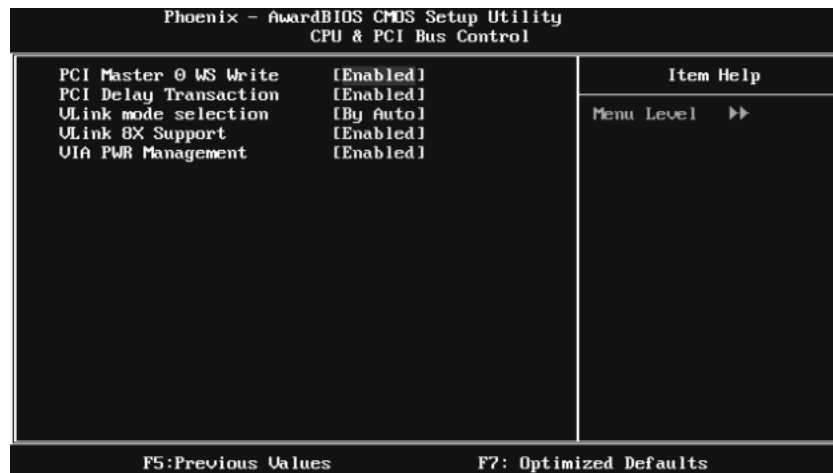 Phoenix - AwardBIOS CMOS Setup Utility
CPU & PCI Bus Control
PCI Master 0 WS Write [Enabled]
PCI Delay Transaction [Enabled]
VLink mode selection [By Auto]
VLink 8X Support [Enabled]
VIA PWR Management [Enabled]
Item Help
Menu Level ▸▸
F5:Previous Values F7: Optimized Defaults